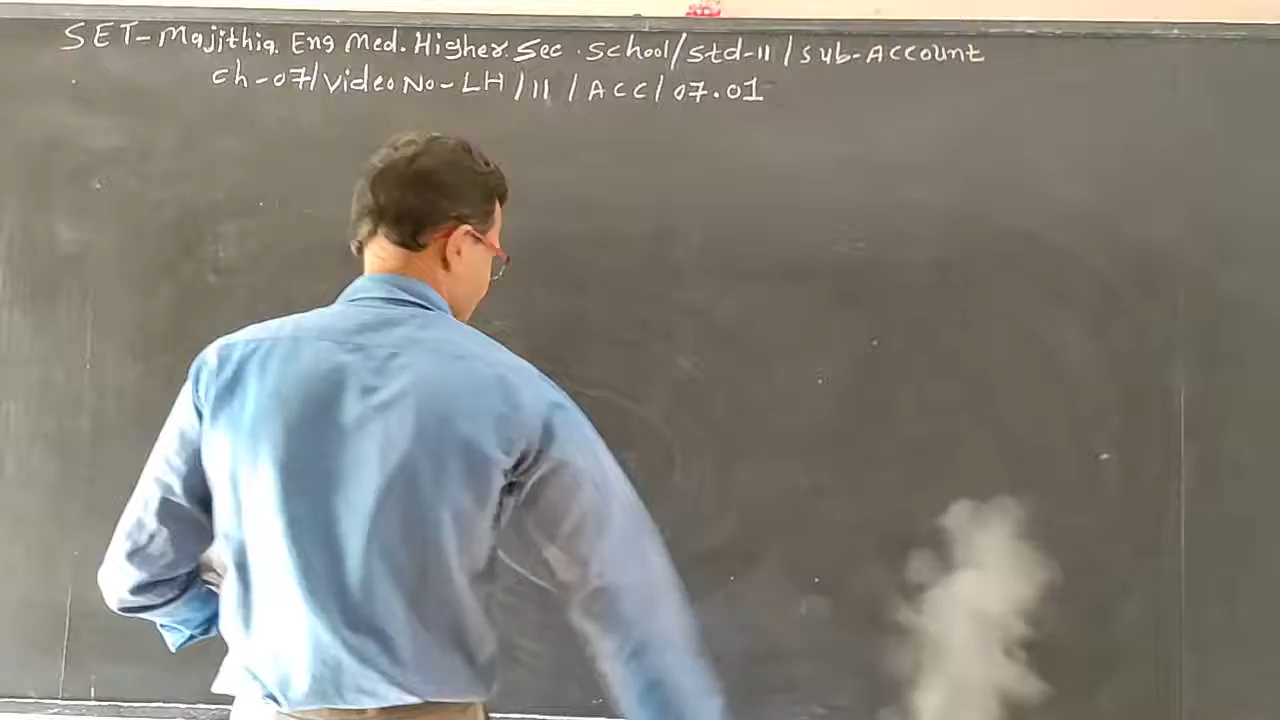 SET-Majithia Eng Med. Higher. Sec. School/Std-11/Sub-Account
Ch-07/Video No-LH/11/ACC/07.01